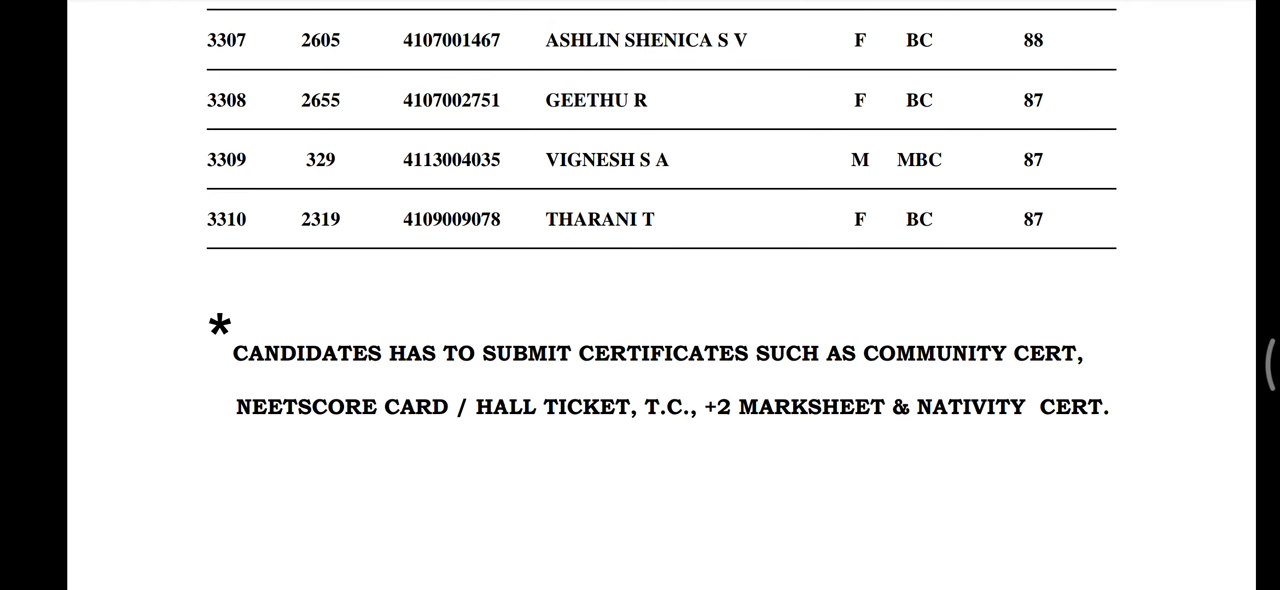 3307 2605 4107001467 ASHLIN SHENICA S V F BC 88
3308 2655 4107002751 GEETHU R F BC 87
3309 329 4113004035 VIGNESH S A M MBC 87
3310 2319 4109009078 THARANI T F BC 87
* CANDIDATES HAS TO SUBMIT CERTIFICATES SUCH AS COMMUNITY CERT,
NEETSCORE CARD / HALL TICKET, T.C., +2 MARKSHEET & NATIVITY CERT.